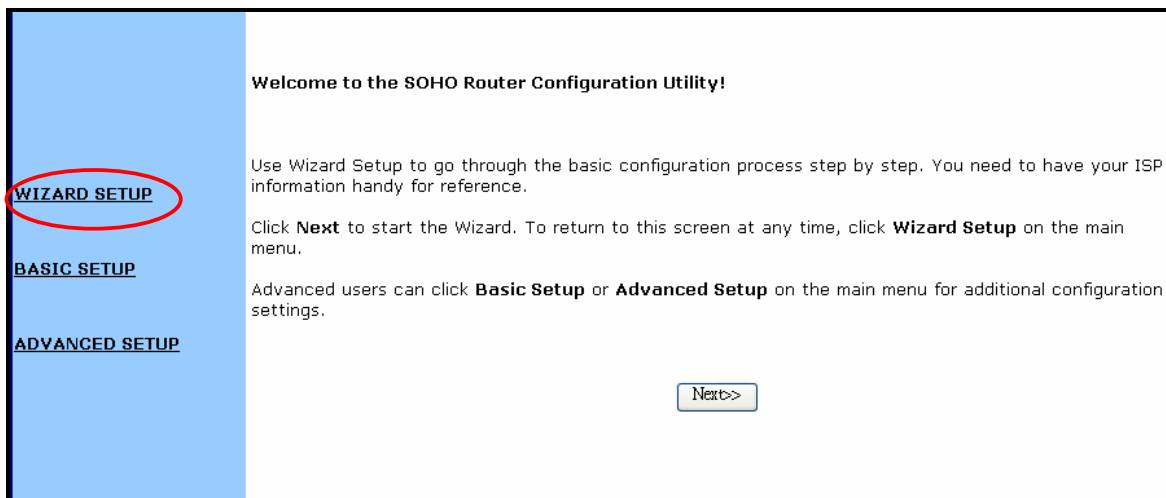 Welcome to the SOHO Router Configuration Utility!
WIZARD SETUP
BASIC SETUP
ADVANCED SETUP
Use Wizard Setup to go through the basic configuration process step by step. You need to have your ISP
information handy for reference.
Click Next to start the Wizard. To return to this screen at any time, click Wizard Setup on the main
menu.
Advanced users can click Basic Setup or Advanced Setup on the main menu for additional configuration
settings.
Next>>